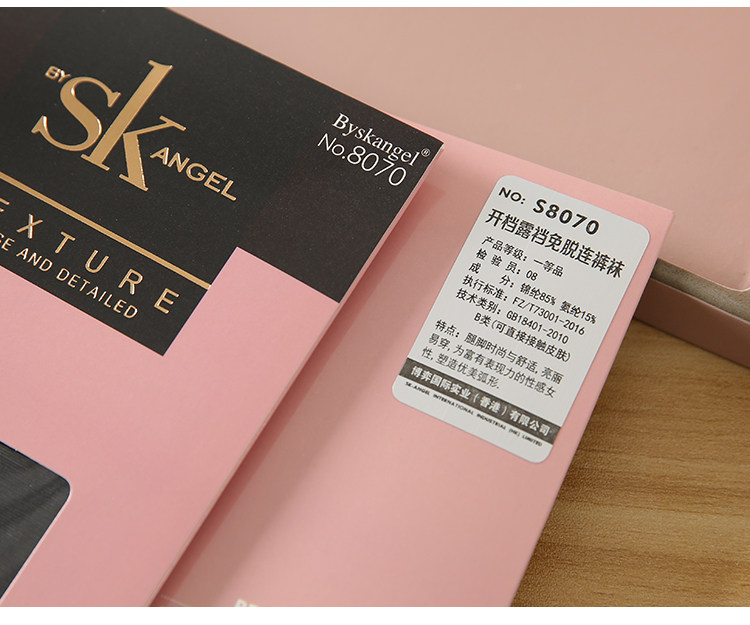 BY
SK
ANGEL
EXTURE
SE AND DETAILED
Byskangel®
No.8070
NO: S8070
开档露裆免脱连裤袜
产品等级: 一等品
检 验 员: 08
成 分: 锦纶85% 氨纶15%
执行标准: FZ/T73001-2016
技术类别: GB18401-2010
B类(可直接接触皮肤)
特点: 腿脚时尚与舒适,亮丽
易穿,为富有表现力的性感女
性,塑造优美弧形.
博弈国际实业(香港)有限公司
SK-ANGEL INTERNATIONAL INDUSTRIAL (HK) LIMITED